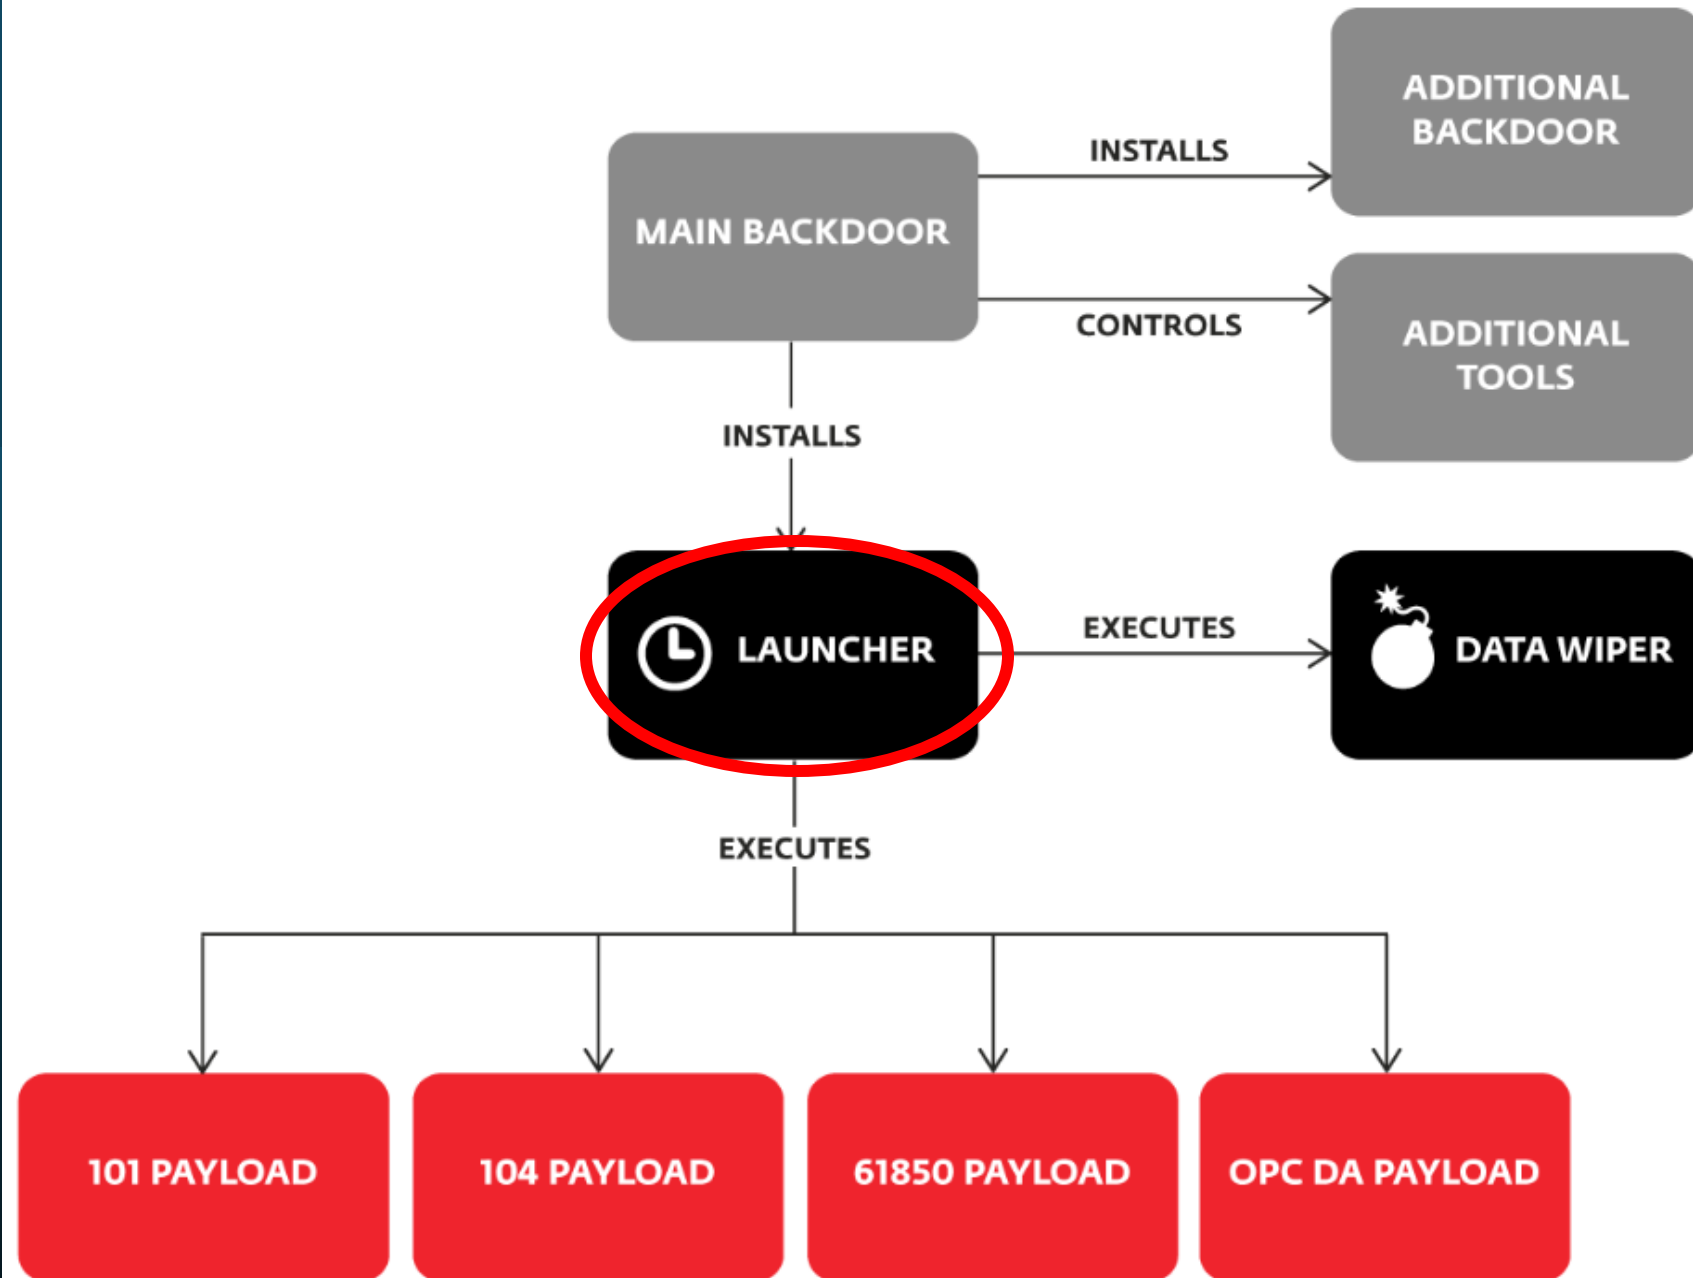 ADDITIONAL
BACKDOOR
INSTALLS
MAIN BACKDOOR
CONTROLS
ADDITIONAL
TOOLS
INSTALLS
LAUNCHER
EXECUTES
DATA WIPER
EXECUTES
101 PAYLOAD
104 PAYLOAD
61850 PAYLOAD
OPC DA PAYLOAD